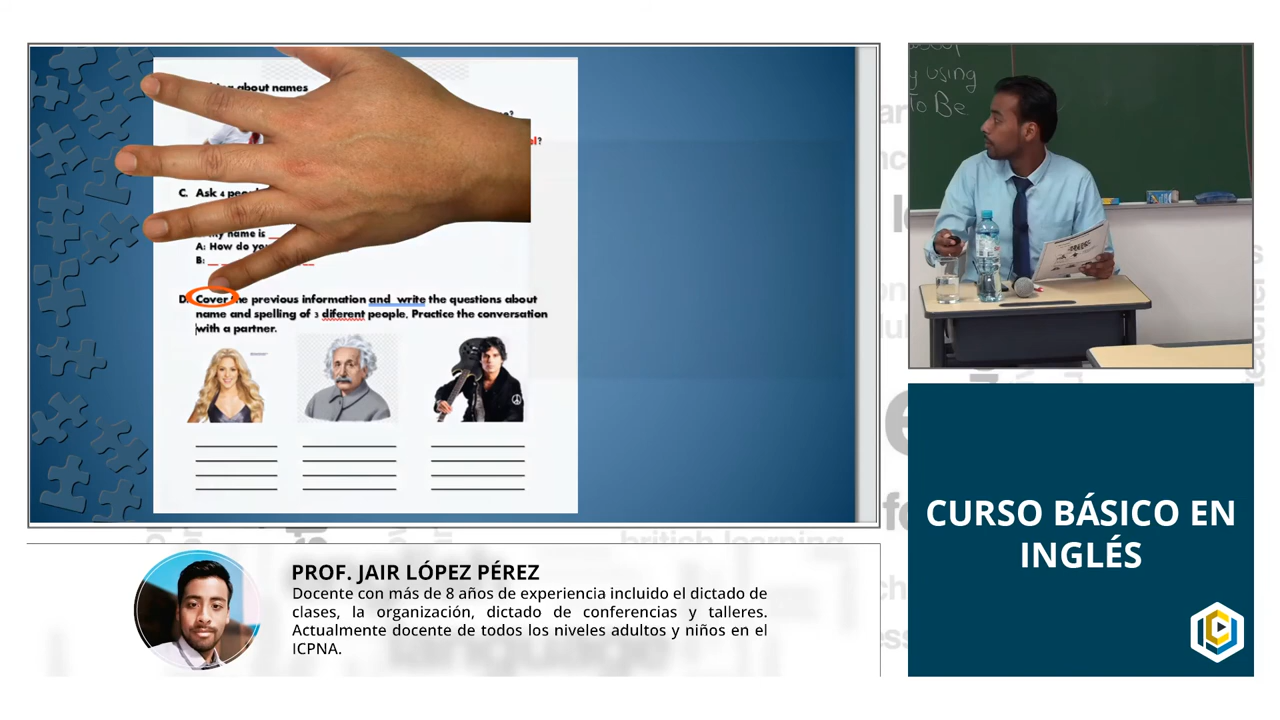 about names
C. Ask 4
my name is
A: How do
B:
D. Cover the previous information and write the questions about
name and spelling of 3 diferent people. Practice the conversation
with a partner.
y using
To Be
CURSO BÁSICO EN
INGLÉS
PROF. JAIR LÓPEZ PÉREZ
Docente con más de 8 años de experiencia incluido el dictado de
clases, la organización, dictado de conferencias y talleres.
Actualmente docente de todos los niveles adultos y niños en el
ICPNA.